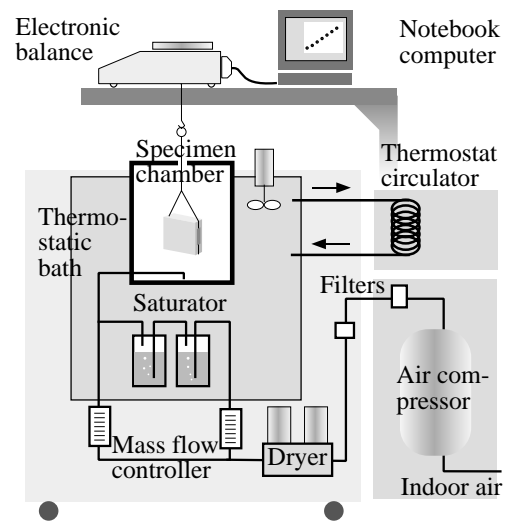 Electronic
balance
Notebook
computer
Specimen
chamber
Thermostat
circulator
Thermo-
static
bath
Saturator
Filters
Air com-
pressor
Mass flow
controller
Dryer
Indoor air